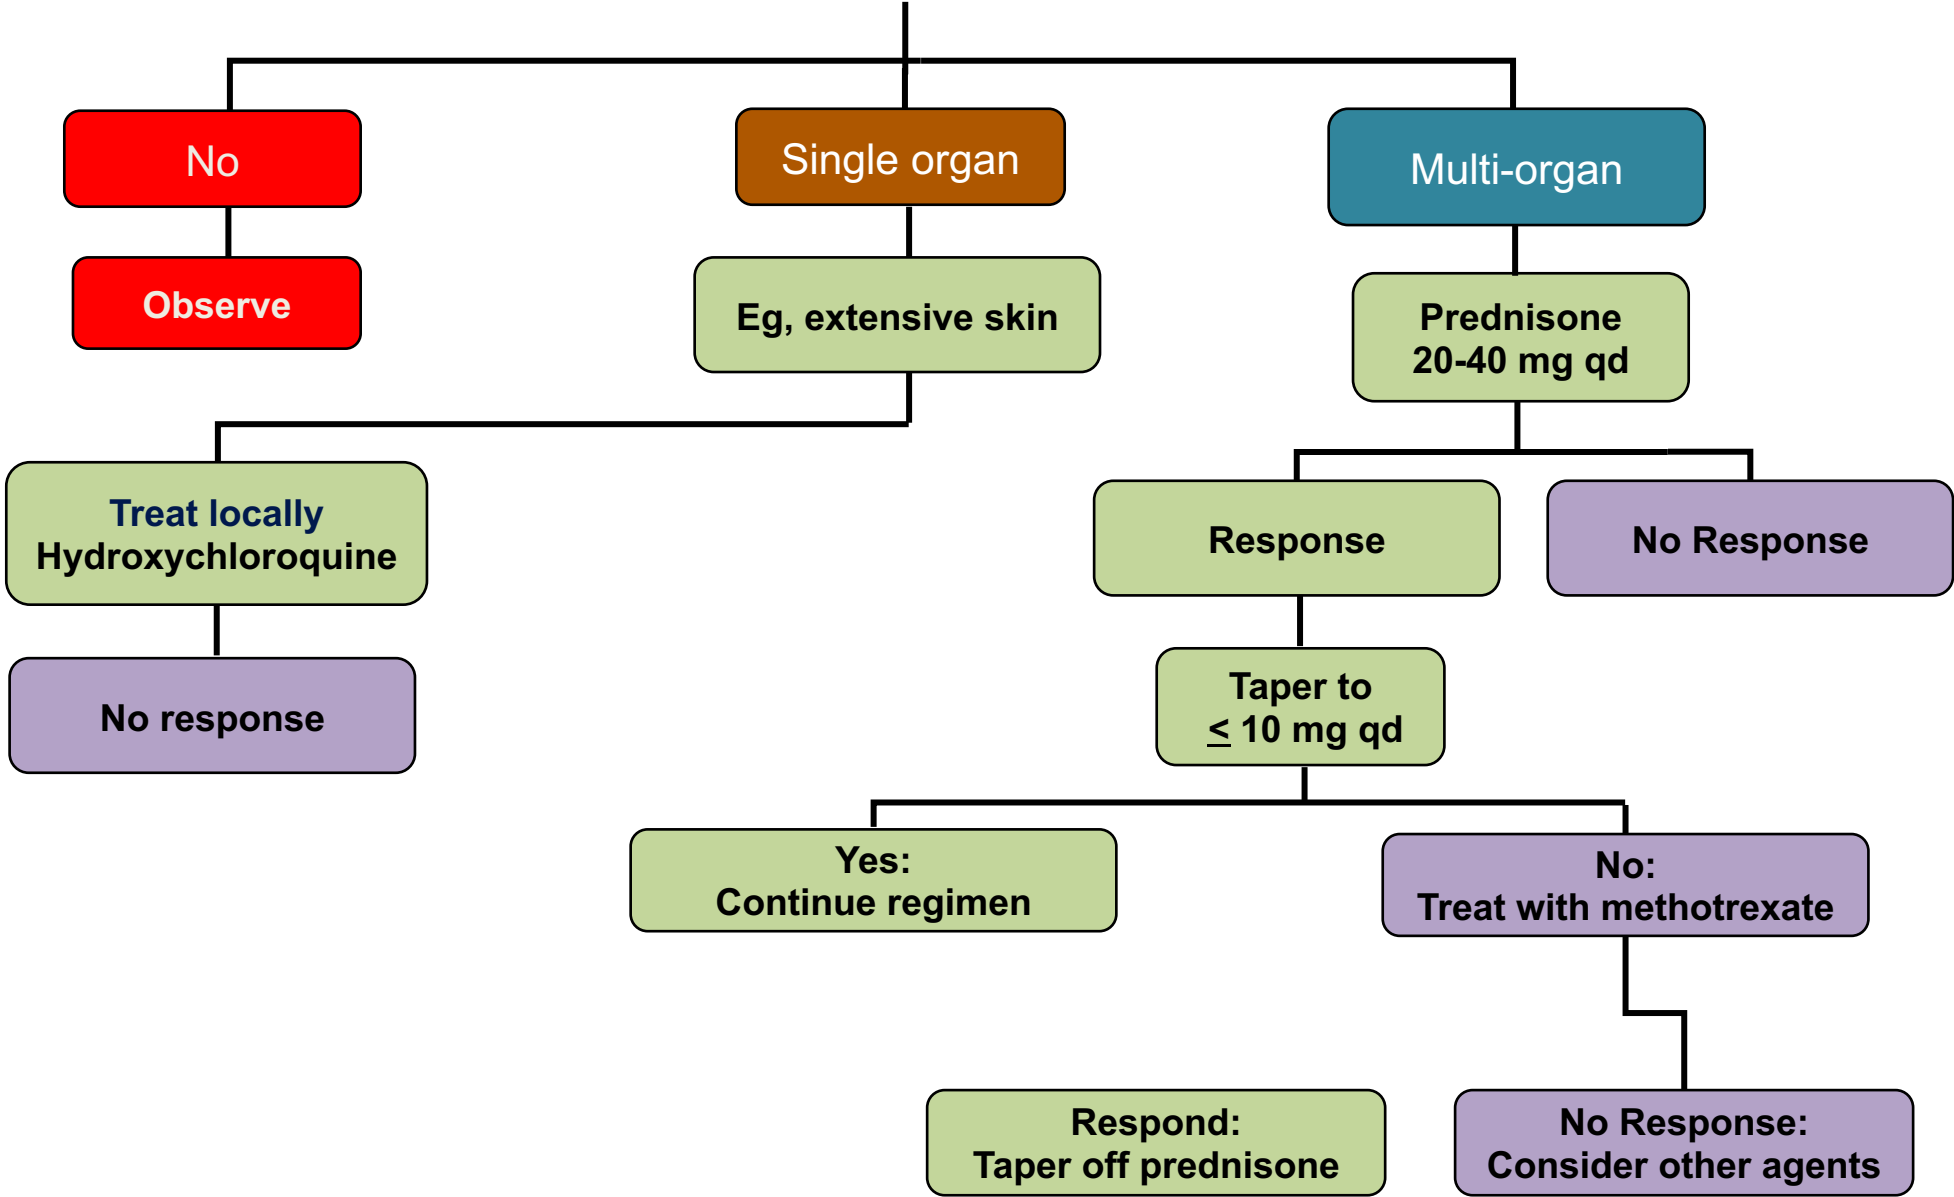 No
Single organ
Multi-organ
Observe
Eg, extensive skin
Prednisone
20-40 mg qd
Treat locally
Hydroxychloroquine
Response
No Response
No response
Taper to
≤ 10 mg qd
Yes:
Continue regimen
No:
Treat with methotrexate
Respond:
Taper off prednisone
No Response:
Consider other agents